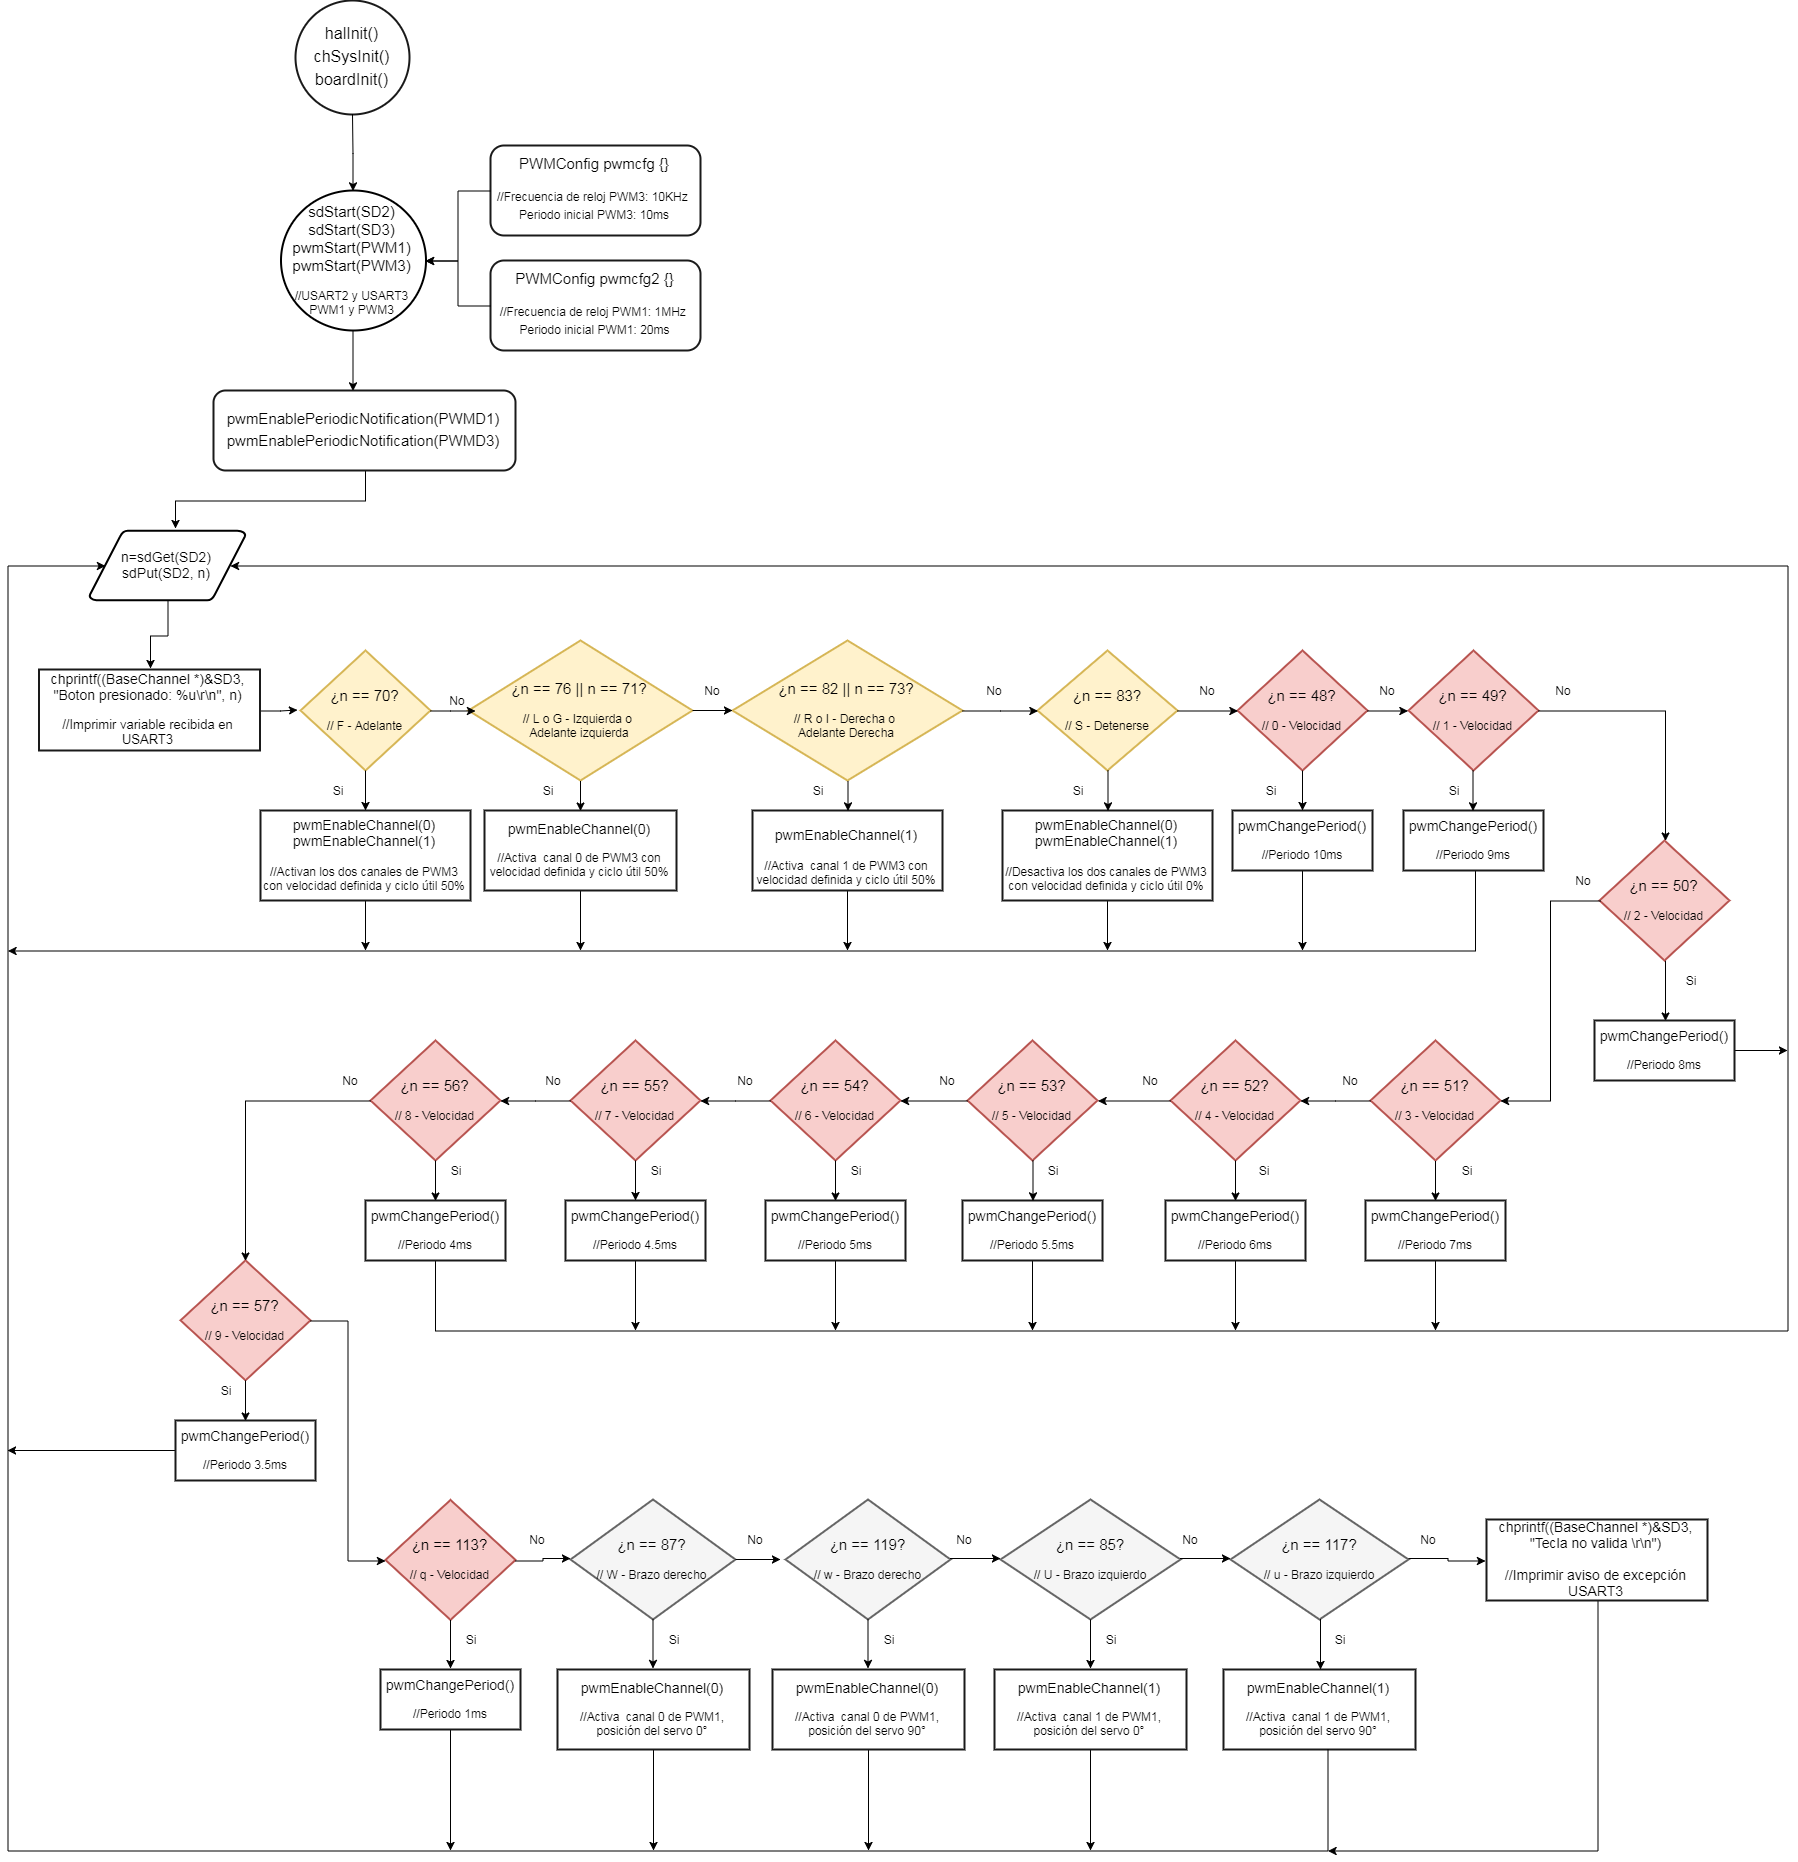 halInit()
chSysInit()
boardInit()
PWMConfig pwmcfg {}
//Frecuencia de reloj PWM3: 10KHz
Periodo inicial PWM3: 10ms
sdStart(SD2)
sdStart(SD3)
pwmStart(PWM1)
pwmStart(PWM3)
//USART2 y USART3
PWM1 y PWM3
PWMConfig pwmcfg2 {}
//Frecuencia de reloj PWM1: 1MHz
Periodo inicial PWM1: 20ms
pwmEnablePeriodicNotification(PWMD1)
pwmEnablePeriodicNotification(PWMD3)
n=sdGet(SD2)
sdPut(SD2, n)
chprintf((BaseChannel *)&SD3,
"Boton presionado: %u\r\n", n)
//Imprimir variable recibida en
USART3
¿n == 70?
// F - Adelante
No
¿n == 76 || n == 71?
// L o G - Izquierda o
Adelante izquierda
No
¿n == 82 || n == 73?
// R o I - Derecha o
Adelante Derecha
No
¿n == 83?
// S - Detenerse
No
¿n == 48?
// 0 - Velocidad
No
¿n == 49?
// 1 - Velocidad
No
Si
Si
Si
Si
Si
Si
pwmEnableChannel(0)
pwmEnableChannel(1)
//Activan los dos canales de PWM3
con velocidad definida y ciclo útil 50%
pwmEnableChannel(0)
//Activa  canal 0 de PWM3 con
velocidad definida y ciclo útil 50%
pwmEnableChannel(1)
//Activa  canal 1 de PWM3 con
velocidad definida y ciclo útil 50%
pwmEnableChannel(0)
pwmEnableChannel(1)
//Desactiva los dos canales de PWM3
con velocidad definida y ciclo útil 0%
pwmChangePeriod()
//Periodo 10ms
pwmChangePeriod()
//Periodo 9ms
No
¿n == 50?
// 2 - Velocidad
Si
pwmChangePeriod()
//Periodo 8ms
No
¿n == 56?
// 8 - Velocidad
No
¿n == 55?
// 7 - Velocidad
No
¿n == 54?
// 6 - Velocidad
No
¿n == 53?
// 5 - Velocidad
No
¿n == 52?
// 4 - Velocidad
No
¿n == 51?
// 3 - Velocidad
Si
Si
Si
Si
Si
Si
pwmChangePeriod()
//Periodo 4ms
pwmChangePeriod()
//Periodo 4.5ms
pwmChangePeriod()
//Periodo 5ms
pwmChangePeriod()
//Periodo 5.5ms
pwmChangePeriod()
//Periodo 6ms
pwmChangePeriod()
//Periodo 7ms
¿n == 57?
// 9 - Velocidad
Si
pwmChangePeriod()
//Periodo 3.5ms
¿n == 113?
// q - Velocidad
No
¿n == 87?
// W - Brazo derecho
No
¿n == 119?
// w - Brazo derecho
No
¿n == 85?
// U - Brazo izquierdo
No
¿n == 117?
// u - Brazo izquierdo
No
chprintf((BaseChannel *)&SD3,
"Tecla no valida \r\n")
//Imprimir aviso de excepción
USART3
Si
Si
Si
Si
Si
pwmChangePeriod()
//Periodo 1ms
pwmEnableChannel(0)
//Activa  canal 0 de PWM1,
posición del servo 0°
pwmEnableChannel(0)
//Activa  canal 0 de PWM1,
posición del servo 90°
pwmEnableChannel(1)
//Activa  canal 1 de PWM1,
posición del servo 0°
pwmEnableChannel(1)
//Activa  canal 1 de PWM1,
posición del servo 90°